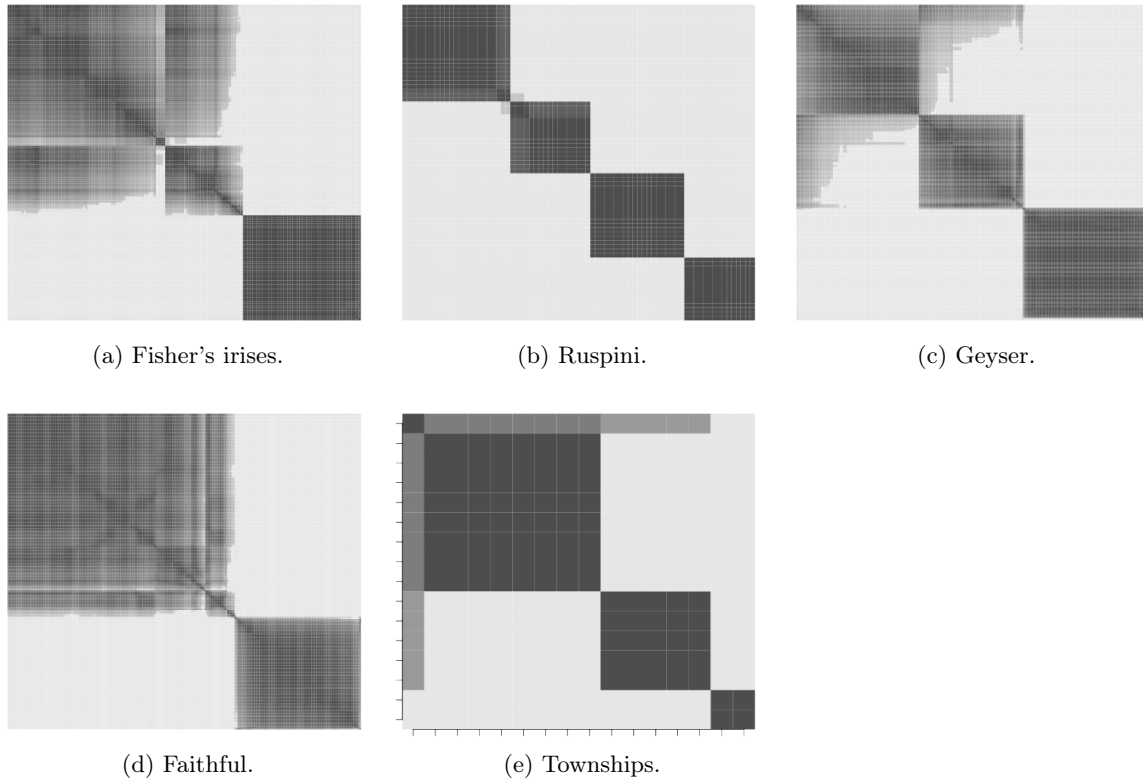 (a) Fisher's irises.
(b) Ruspini.
(c) Geyser.
(d) Faithful.
(e) Townships.